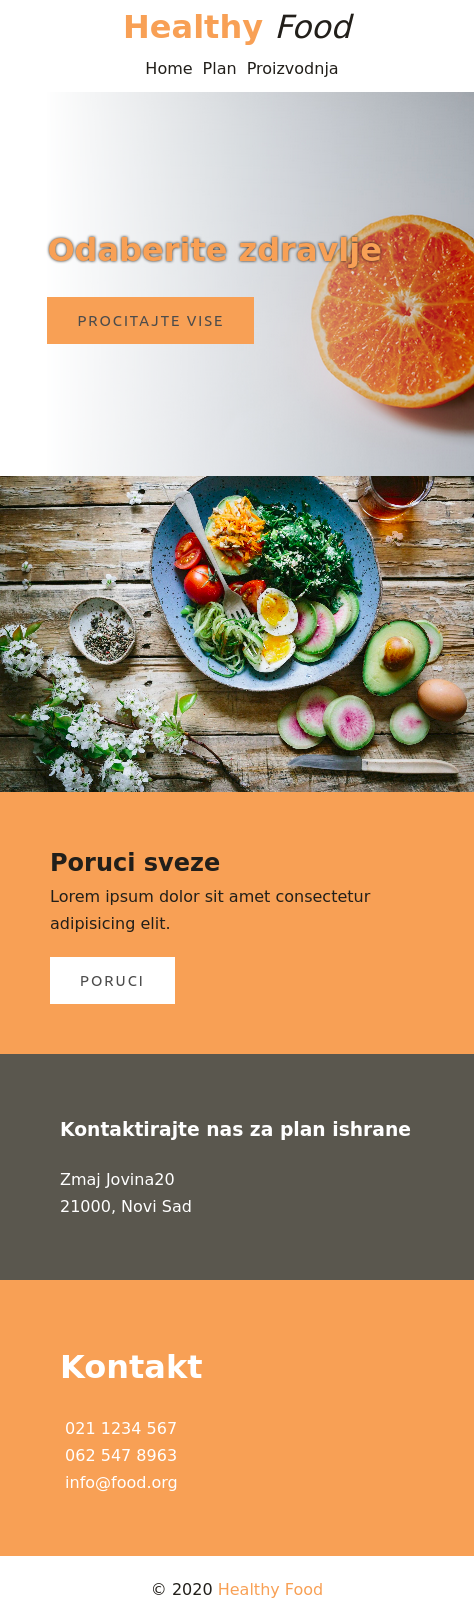 Healthy Food
Home Plan Proizvodnja
Odaberite zdravlje
PROCITAJTE VISE
Poruci sveze
Lorem ipsum dolor sit amet consectetur
adipisicing elit.
PORUCI
Kontaktirajte nas za plan ishrane
Zmaj Jovina20
21000, Novi Sad
Kontakt
021 1234 567
062 547 8963
info@food.org
© 2020 Healthy Food